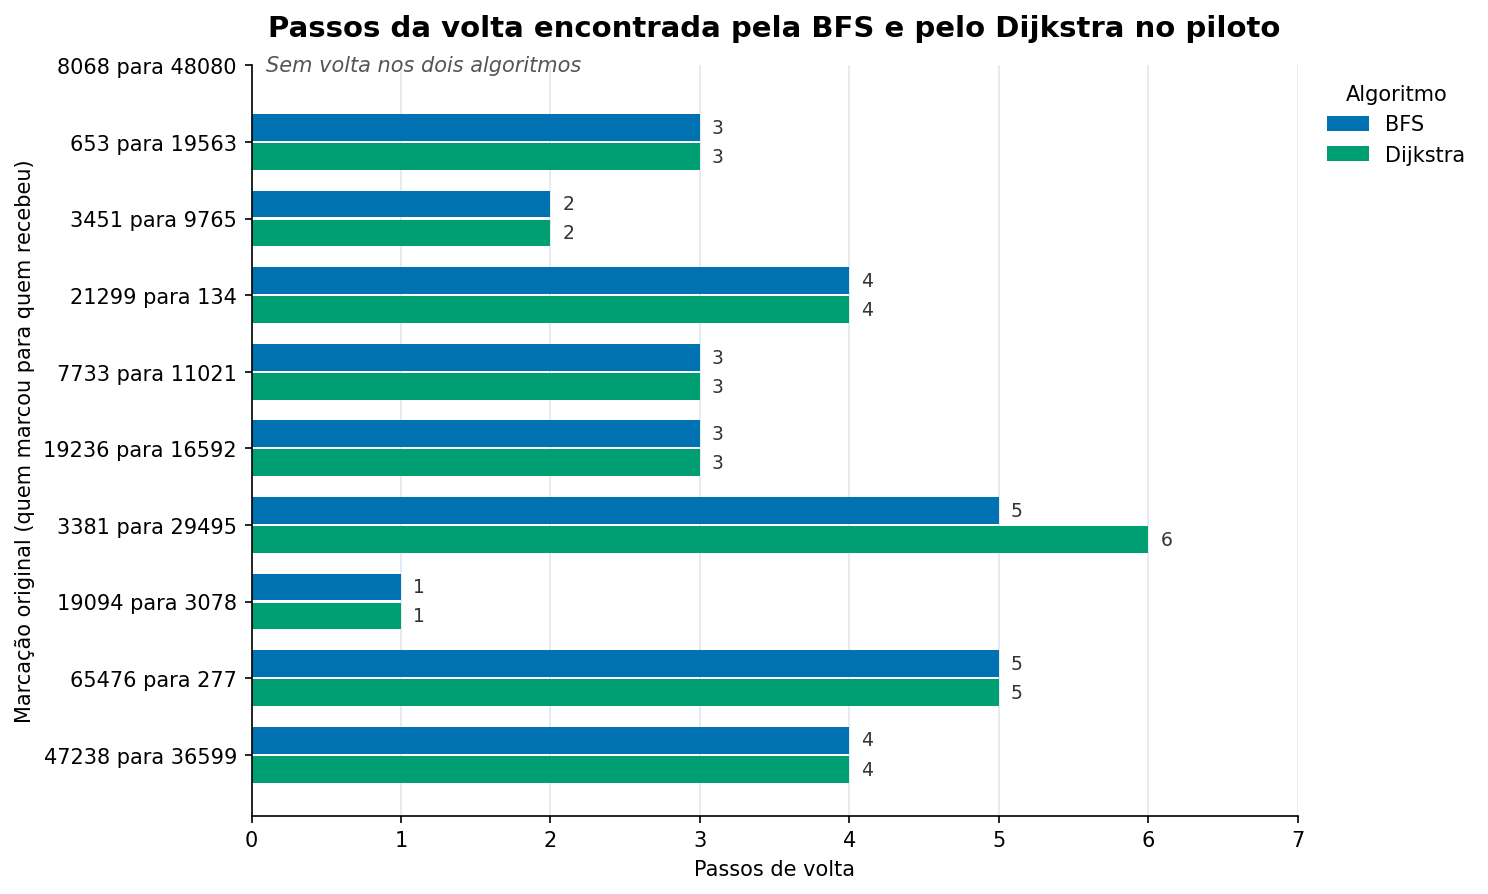 Passos da volta encontrada pela BFS e pelo Dijkstra no piloto
8068 para 48080
Sem volta nos dois algoritmos
Algoritmo
BFS
Dijkstra
653 para 19563
3
3
3451 para 9765
2
2
21299 para 134
4
4
7733 para 11021
3
3
19236 para 16592
3
3
3381 para 29495
5
6
19094 para 3078
1
1
65476 para 277
5
5
47238 para 36599
4
4
Marcação original (quem marcou para quem recebeu)
0 1 2 3 4 5 6 7
Passos de volta